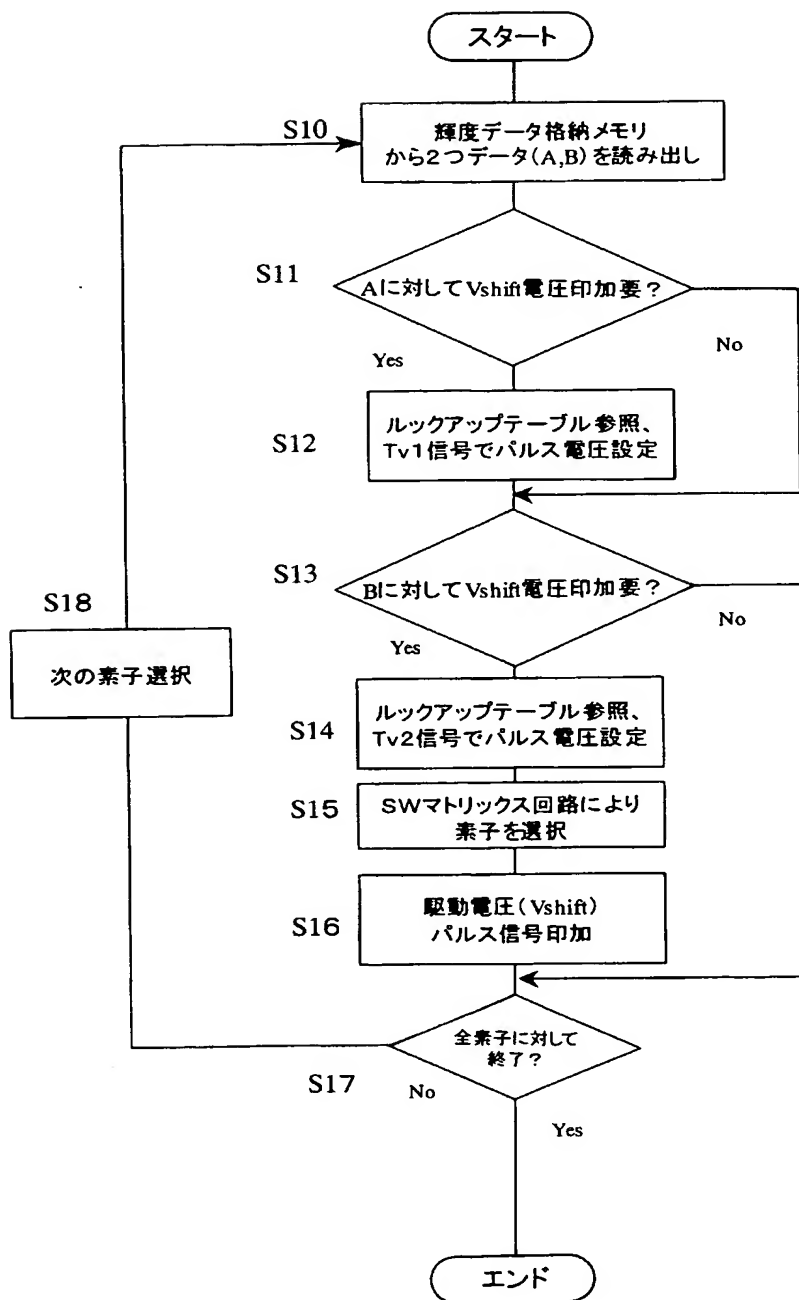 スタート
S10
輝度データ格納メモリ
から2つデータ(A,B)を読み出し
S11
Aに対してVshift電圧印加要?
Yes
No
S12
ルックアップテーブル参照、
Tv1信号でパルス電圧設定
S13
Bに対してVshift電圧印加要?
Yes
No
S18
次の素子選択
S14
ルックアップテーブル参照、
Tv2信号でパルス電圧設定
S15
SWマトリックス回路により
素子を選択
S16
駆動電圧(Vshift)
パルス信号印加
全素子に対して
終了?
S17
No
Yes
エンド